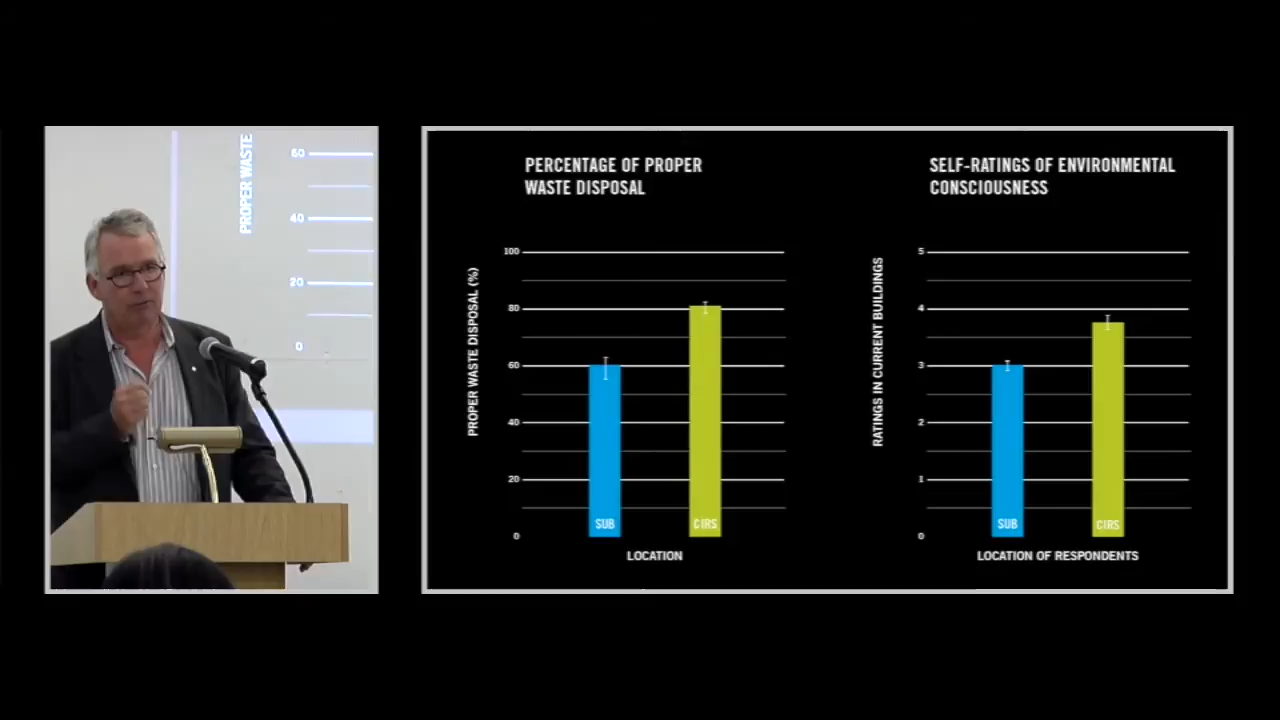 PROPER WASTE
60
40
20
0
PERCENTAGE OF PROPER
WASTE DISPOSAL
PROPER WASTE DISPOSAL (%)
100
80
60
40
20
0
SUB
CIRS
LOCATION
SELF-RATINGS OF ENVIRONMENTAL
CONSCIOUSNESS
RATINGS IN CURRENT BUILDINGS
5
4
3
2
1
0
SUB
CIRS
LOCATION OF RESPONDENTS